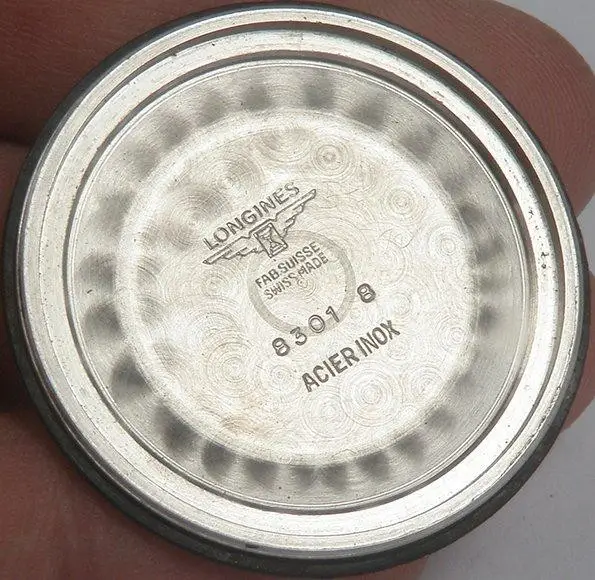 LONGINES
FAB.SUISSE
SWISS MADE
8301 8
ACIER INOX